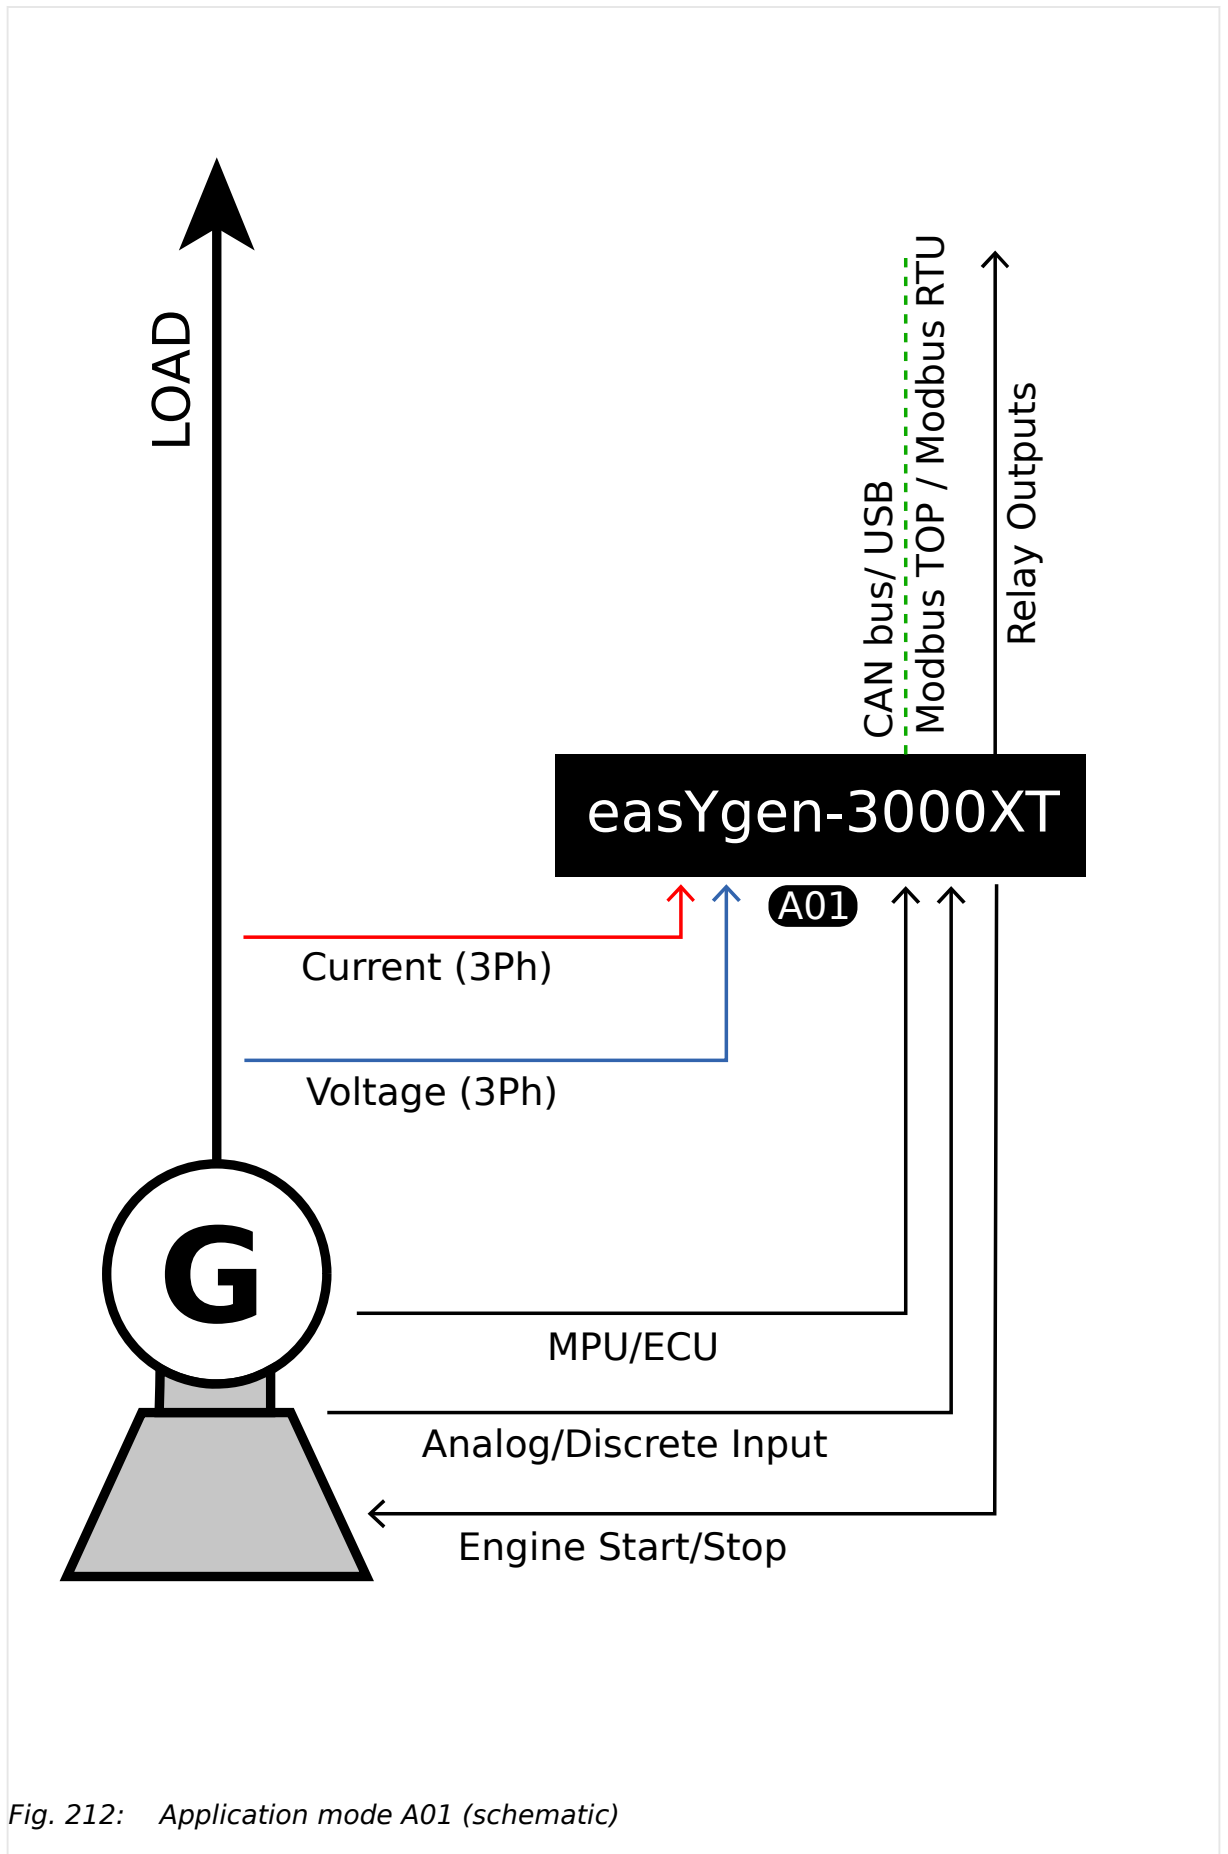 LOAD
CAN bus/ USB
Modbus TOP / Modbus RTU
Relay Outputs
easYgen-3000XT
A01
Current (3Ph)
Voltage (3Ph)
G
MPU/ECU
Analog/Discrete Input
Engine Start/Stop
Fig. 212: Application mode A01 (schematic)